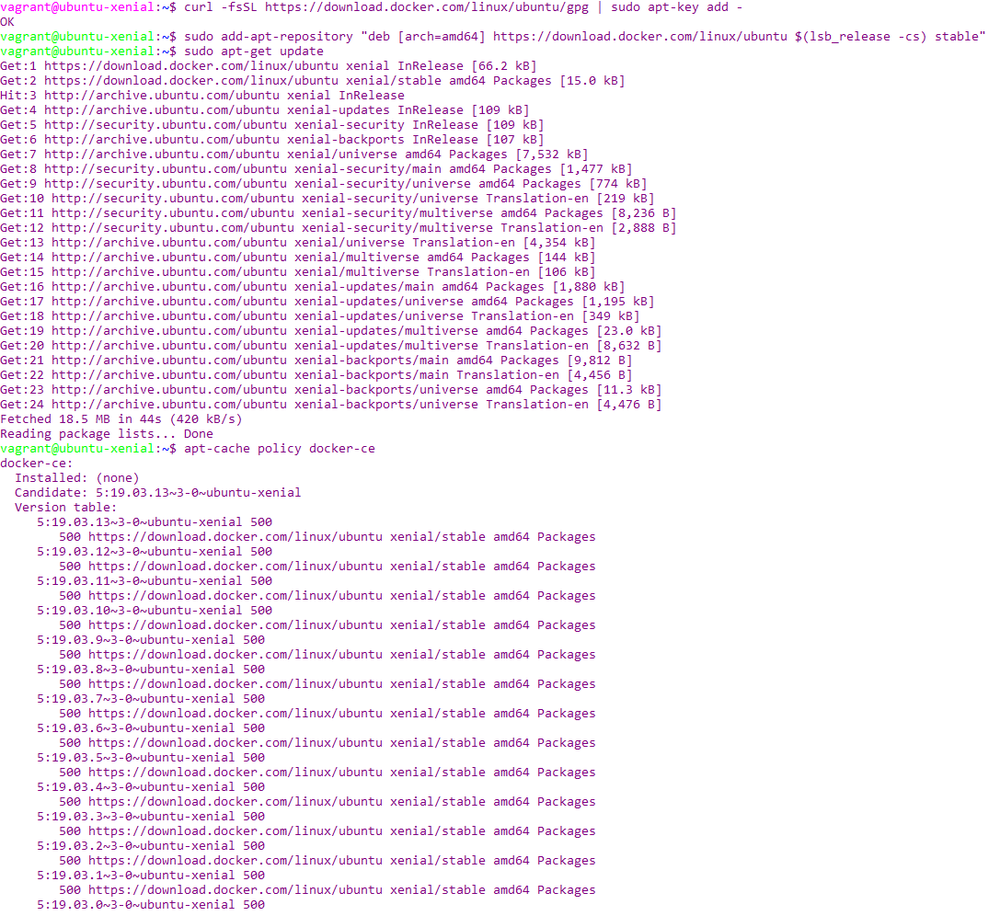 vagrant@ubuntu-xenial:~$ curl -fsSL https://download.docker.com/linux/ubuntu/gpg | sudo apt-key add -
OK
vagrant@ubuntu-xenial:~$ sudo add-apt-repository "deb [arch=amd64] https://download.docker.com/linux/ubuntu $(lsb_release -cs) stable"
vagrant@ubuntu-xenial:~$ sudo apt-get update
Get:1 https://download.docker.com/linux/ubuntu xenial InRelease [66.2 kB]
Get:2 https://download.docker.com/linux/ubuntu xenial/stable amd64 Packages [15.0 kB]
Hit:3 http://archive.ubuntu.com/ubuntu xenial InRelease
Get:4 http://archive.ubuntu.com/ubuntu xenial-updates InRelease [109 kB]
Get:5 http://security.ubuntu.com/ubuntu xenial-security InRelease [109 kB]
Get:6 http://archive.ubuntu.com/ubuntu xenial-backports InRelease [107 kB]
Get:7 http://archive.ubuntu.com/ubuntu xenial/universe amd64 Packages [7,532 kB]
Get:8 http://security.ubuntu.com/ubuntu xenial-security/main amd64 Packages [1,477 kB]
Get:9 http://security.ubuntu.com/ubuntu xenial-security/universe amd64 Packages [774 kB]
Get:10 http://security.ubuntu.com/ubuntu xenial-security/universe Translation-en [219 kB]
Get:11 http://security.ubuntu.com/ubuntu xenial-security/multiverse amd64 Packages [8,236 B]
Get:12 http://security.ubuntu.com/ubuntu xenial-security/multiverse Translation-en [2,888 B]
Get:13 http://archive.ubuntu.com/ubuntu xenial/universe Translation-en [4,354 kB]
Get:14 http://archive.ubuntu.com/ubuntu xenial/multiverse amd64 Packages [144 kB]
Get:15 http://archive.ubuntu.com/ubuntu xenial/multiverse Translation-en [106 kB]
Get:16 http://archive.ubuntu.com/ubuntu xenial-updates/main amd64 Packages [1,880 kB]
Get:17 http://archive.ubuntu.com/ubuntu xenial-updates/universe amd64 Packages [1,195 kB]
Get:18 http://archive.ubuntu.com/ubuntu xenial-updates/universe Translation-en [349 kB]
Get:19 http://archive.ubuntu.com/ubuntu xenial-updates/multiverse amd64 Packages [23.0 kB]
Get:20 http://archive.ubuntu.com/ubuntu xenial-updates/multiverse Translation-en [8,632 B]
Get:21 http://archive.ubuntu.com/ubuntu xenial-backports/main amd64 Packages [9,812 B]
Get:22 http://archive.ubuntu.com/ubuntu xenial-backports/main Translation-en [4,456 B]
Get:23 http://archive.ubuntu.com/ubuntu xenial-backports/universe amd64 Packages [11.3 kB]
Get:24 http://archive.ubuntu.com/ubuntu xenial-backports/universe Translation-en [4,476 B]
Fetched 18.5 MB in 44s (420 kB/s)
Reading package lists... Done
vagrant@ubuntu-xenial:~$ apt-cache policy docker-ce
docker-ce:
  Installed: (none)
  Candidate: 5:19.03.13~3-0~ubuntu-xenial
  Version table:
     5:19.03.13~3-0~ubuntu-xenial 500
        500 https://download.docker.com/linux/ubuntu xenial/stable amd64 Packages
     5:19.03.12~3-0~ubuntu-xenial 500
        500 https://download.docker.com/linux/ubuntu xenial/stable amd64 Packages
     5:19.03.11~3-0~ubuntu-xenial 500
        500 https://download.docker.com/linux/ubuntu xenial/stable amd64 Packages
     5:19.03.10~3-0~ubuntu-xenial 500
        500 https://download.docker.com/linux/ubuntu xenial/stable amd64 Packages
     5:19.03.9~3-0~ubuntu-xenial 500
        500 https://download.docker.com/linux/ubuntu xenial/stable amd64 Packages
     5:19.03.8~3-0~ubuntu-xenial 500
        500 https://download.docker.com/linux/ubuntu xenial/stable amd64 Packages
     5:19.03.7~3-0~ubuntu-xenial 500
        500 https://download.docker.com/linux/ubuntu xenial/stable amd64 Packages
     5:19.03.6~3-0~ubuntu-xenial 500
        500 https://download.docker.com/linux/ubuntu xenial/stable amd64 Packages
     5:19.03.5~3-0~ubuntu-xenial 500
        500 https://download.docker.com/linux/ubuntu xenial/stable amd64 Packages
     5:19.03.4~3-0~ubuntu-xenial 500
        500 https://download.docker.com/linux/ubuntu xenial/stable amd64 Packages
     5:19.03.3~3-0~ubuntu-xenial 500
        500 https://download.docker.com/linux/ubuntu xenial/stable amd64 Packages
     5:19.03.2~3-0~ubuntu-xenial 500
        500 https://download.docker.com/linux/ubuntu xenial/stable amd64 Packages
     5:19.03.1~3-0~ubuntu-xenial 500
        500 https://download.docker.com/linux/ubuntu xenial/stable amd64 Packages
     5:19.03.0~3-0~ubuntu-xenial 500